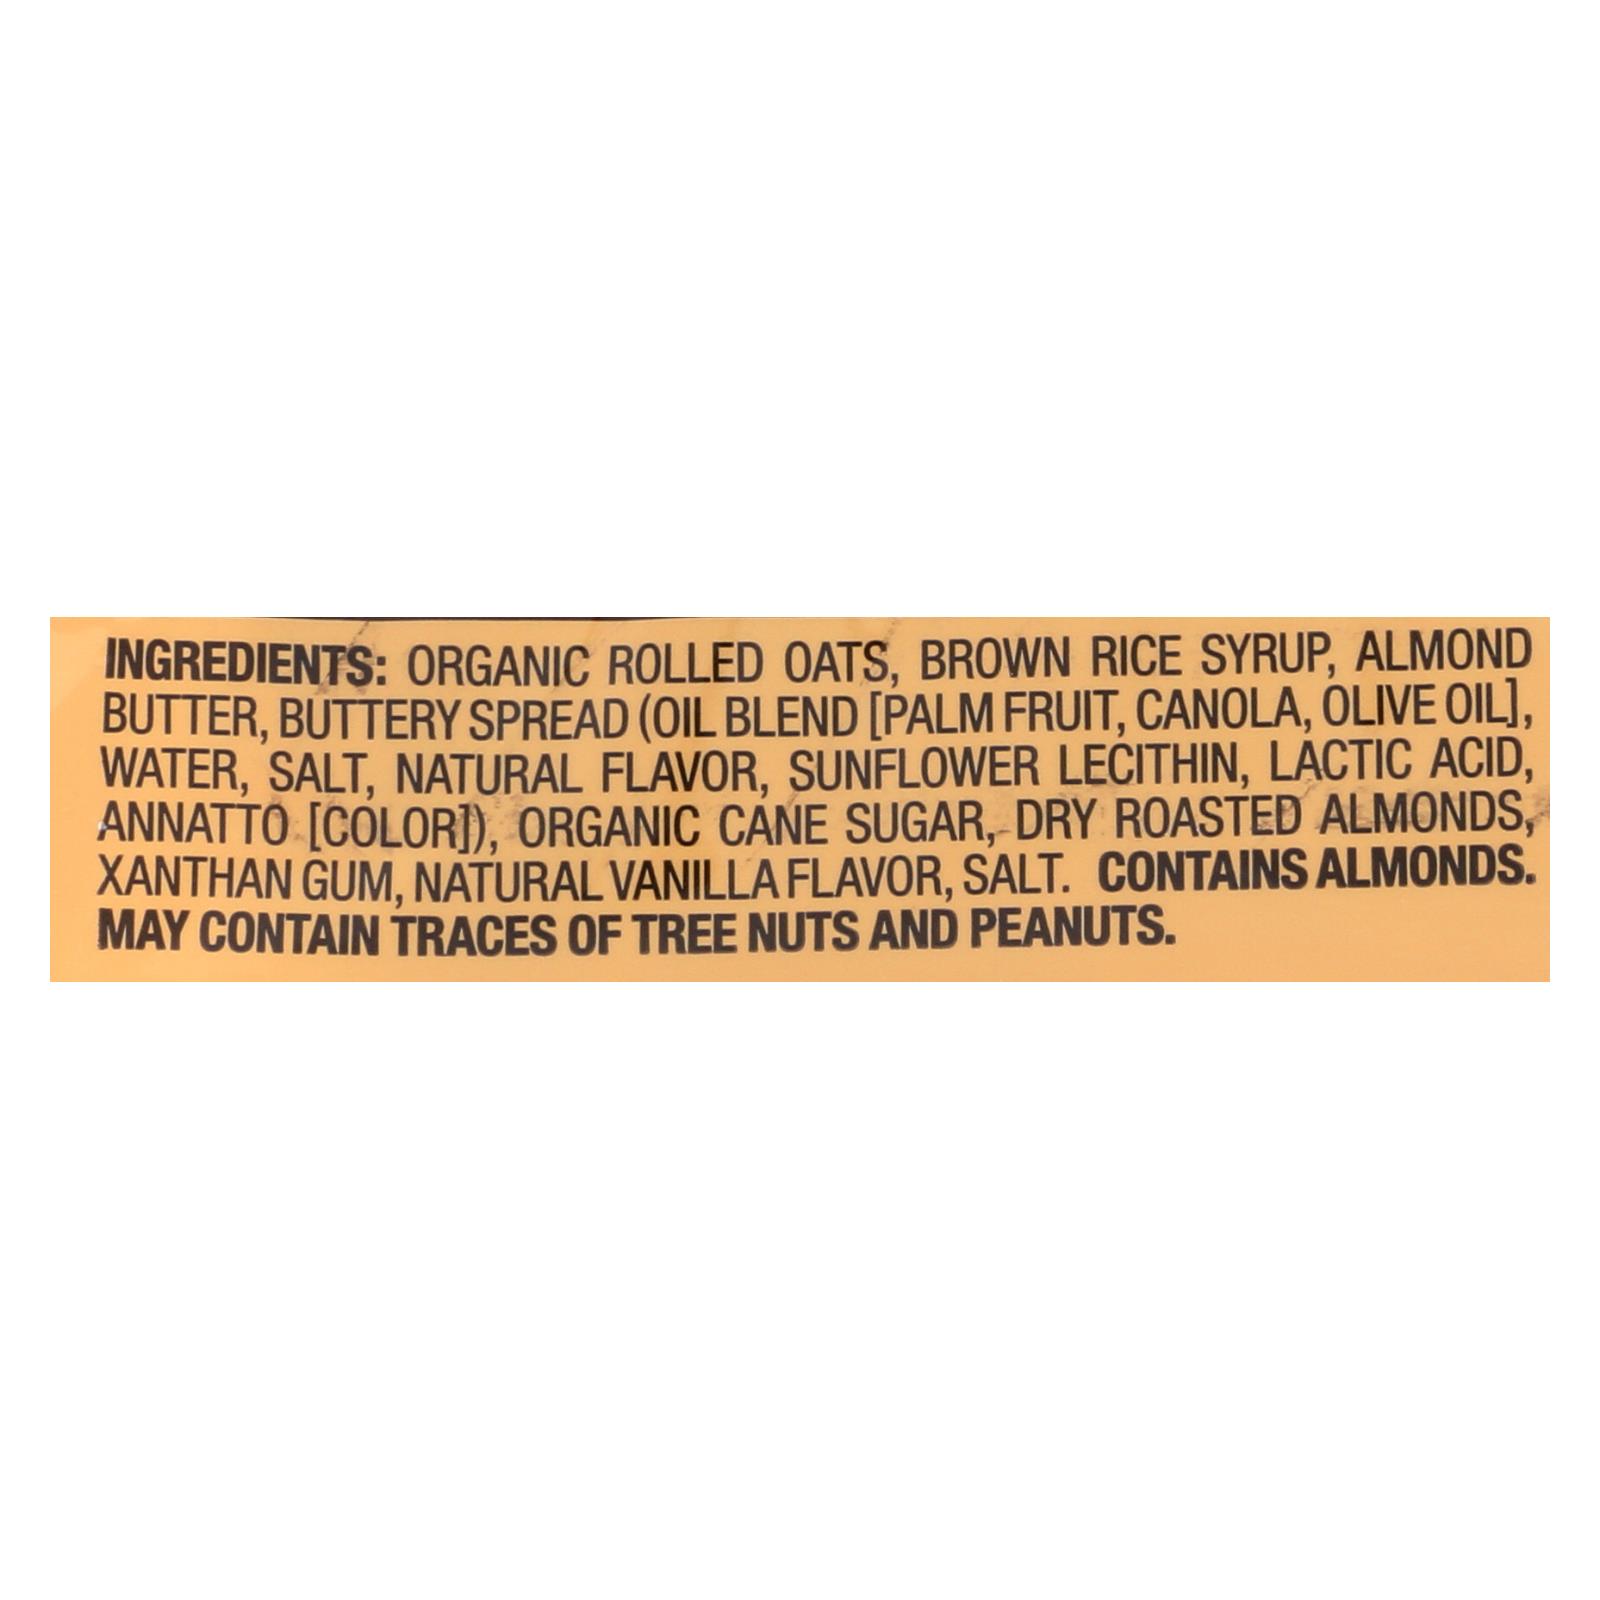 INGREDIENTS: ORGANIC ROLLED OATS, BROWN RICE SYRUP, ALMOND
BUTTER, BUTTERY SPREAD (OIL BLEND [PALM FRUIT, CANOLA, OLIVE OIL],
WATER, SALT, NATURAL FLAVOR, SUNFLOWER LECITHIN, LACTIC ACID,
ANNATTO [COLOR]), ORGANIC CANE SUGAR, DRY ROASTED ALMONDS,
XANTHAN GUM, NATURAL VANILLA FLAVOR, SALT. CONTAINS ALMONDS.
MAY CONTAIN TRACES OF TREE NUTS AND PEANUTS.